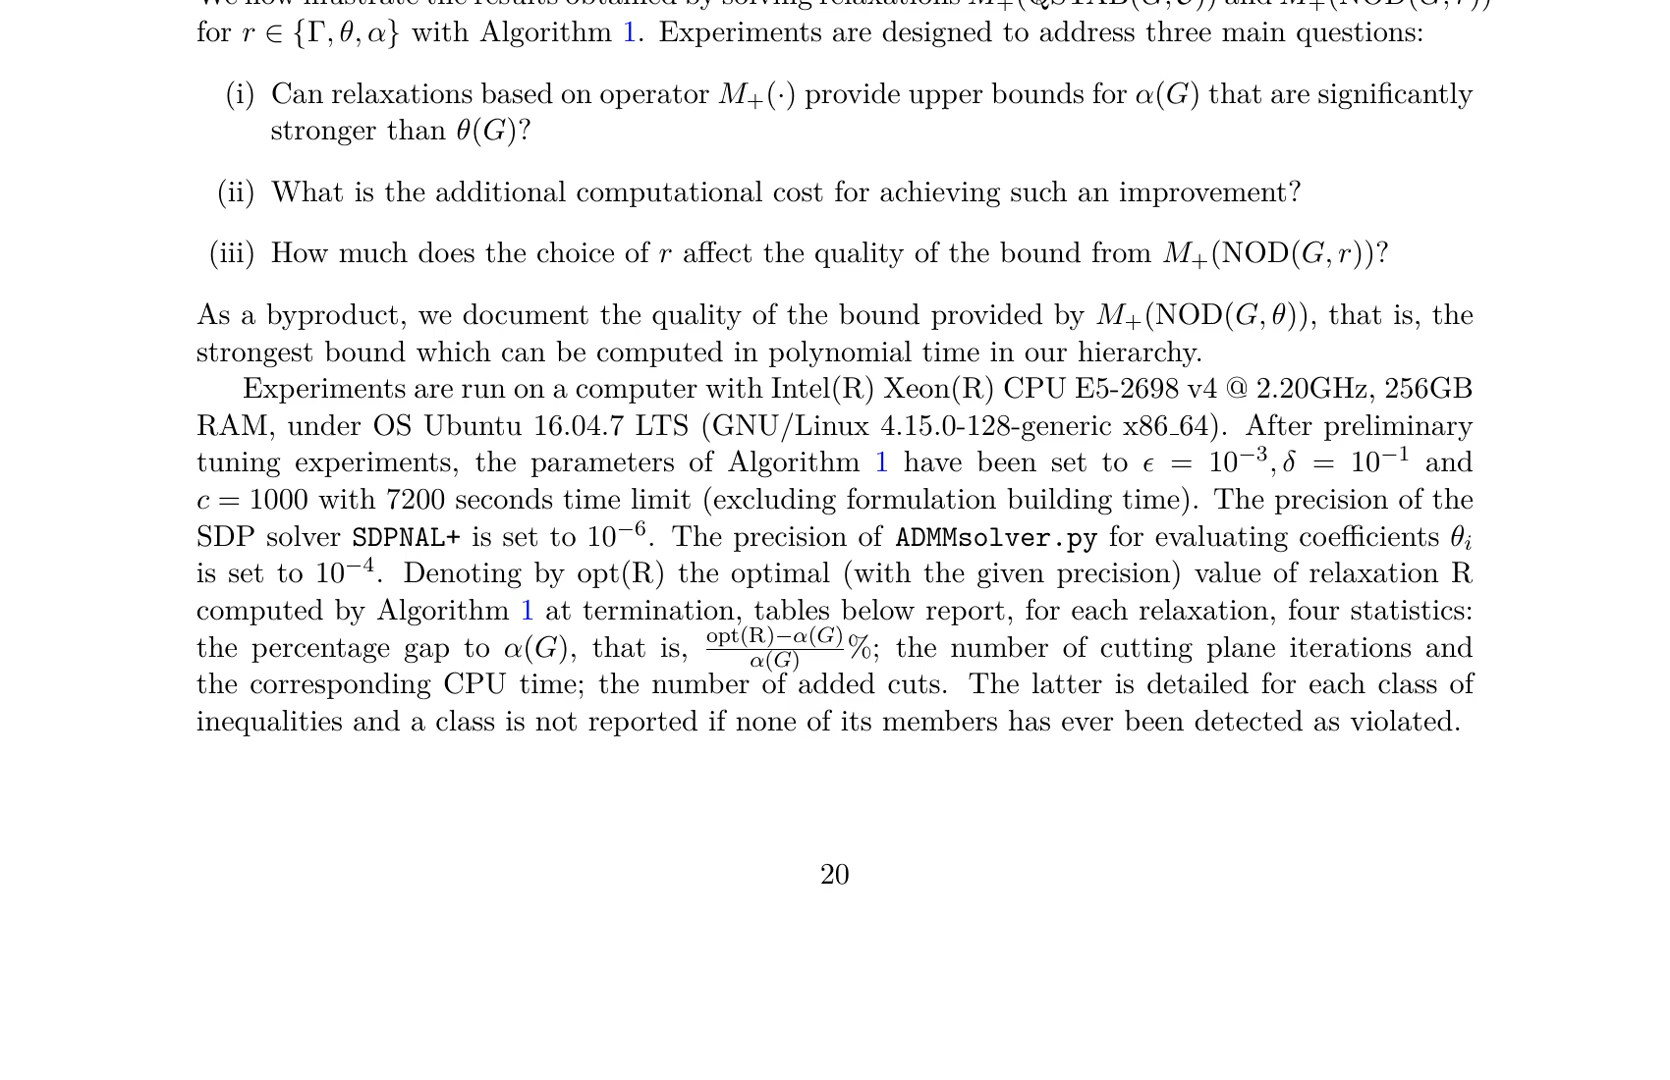 We now illustrate the results obtained by solving relaxations M₊(QSTAB(G, C)) and M₊(NOD(G, r))
for r ∈ {Γ, θ, α} with Algorithm 1. Experiments are designed to address three main questions:
(i) Can relaxations based on operator M₊(·) provide upper bounds for α(G) that are significantly
stronger than θ(G)?
(ii) What is the additional computational cost for achieving such an improvement?
(iii) How much does the choice of r affect the quality of the bound from M₊(NOD(G, r))?
As a byproduct, we document the quality of the bound provided by M₊(NOD(G, θ)), that is, the
strongest bound which can be computed in polynomial time in our hierarchy.
Experiments are run on a computer with Intel(R) Xeon(R) CPU E5-2698 v4 @ 2.20GHz, 256GB
RAM, under OS Ubuntu 16.04.7 LTS (GNU/Linux 4.15.0-128-generic x86_64). After preliminary
tuning experiments, the parameters of Algorithm 1 have been set to ϵ = 10⁻³, δ = 10⁻¹ and
c = 1000 with 7200 seconds time limit (excluding formulation building time). The precision of the
SDP solver SDPNAL+ is set to 10⁻⁶. The precision of ADMMsolver.py for evaluating coefficients θᵢ
is set to 10⁻⁴. Denoting by opt(R) the optimal (with the given precision) value of relaxation R
computed by Algorithm 1 at termination, tables below report, for each relaxation, four statistics:
the percentage gap to α(G), that is, (opt(R)−α(G))/α(G) %; the number of cutting plane iterations and
the corresponding CPU time; the number of added cuts. The latter is detailed for each class of
inequalities and a class is not reported if none of its members has ever been detected as violated.
20